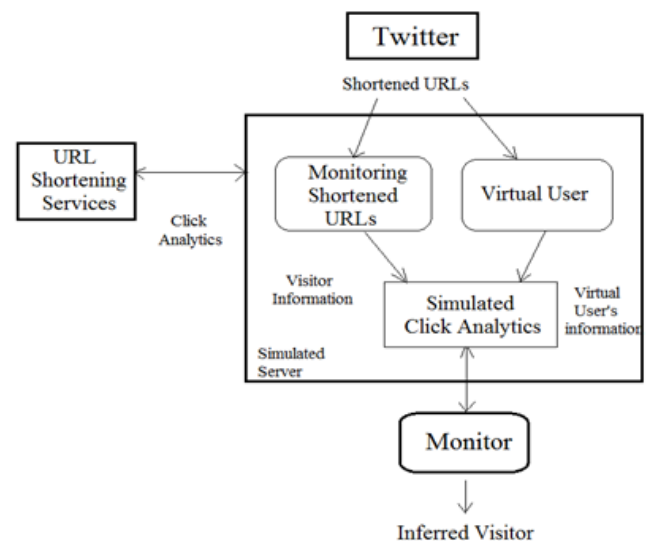 Twitter
Shortened URLs
URL
Shortening
Services
Click
Analytics
Monitoring
Shortened
URLs
Virtual User
Visitor
Information
Simulated
Click Analytics
Virtual
User's
information
Simulated
Server
Monitor
Inferred Visitor